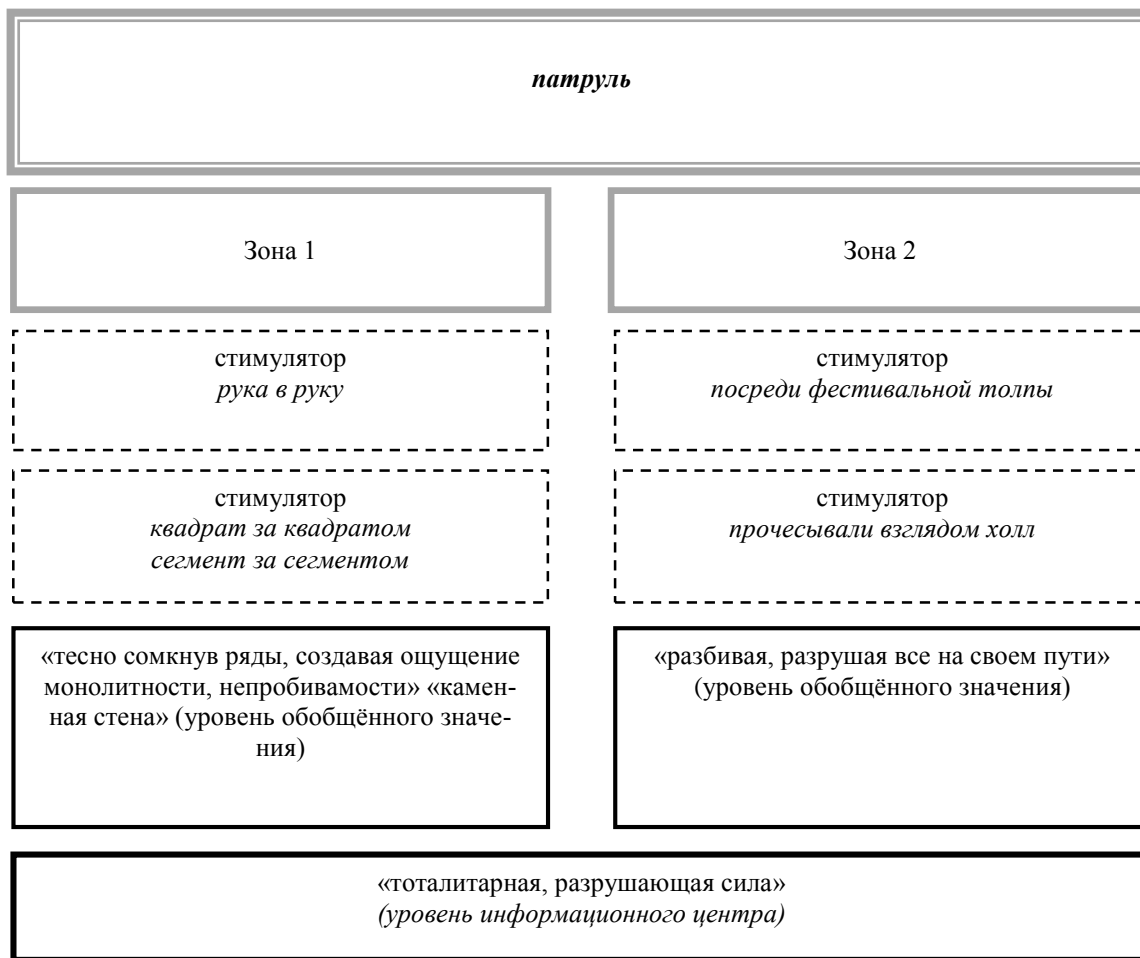 патруль
Зона 1
Зона 2
стимулятор
рука в руку
стимулятор
посреди фестивальной толпы
стимулятор
квадрат за квадратом
сегмент за сегментом
стимулятор
прочесывали взглядом холл
«тесно сомкнув ряды, создавая ощущение
монолитности, непробивамости» «камен-
ная стена» (уровень обобщённого значе-
ния)
«разбивая, разрушая все на своем пути»
(уровень обобщённого значения)
«тоталитарная, разрушающая сила»
(уровень информационного центра)